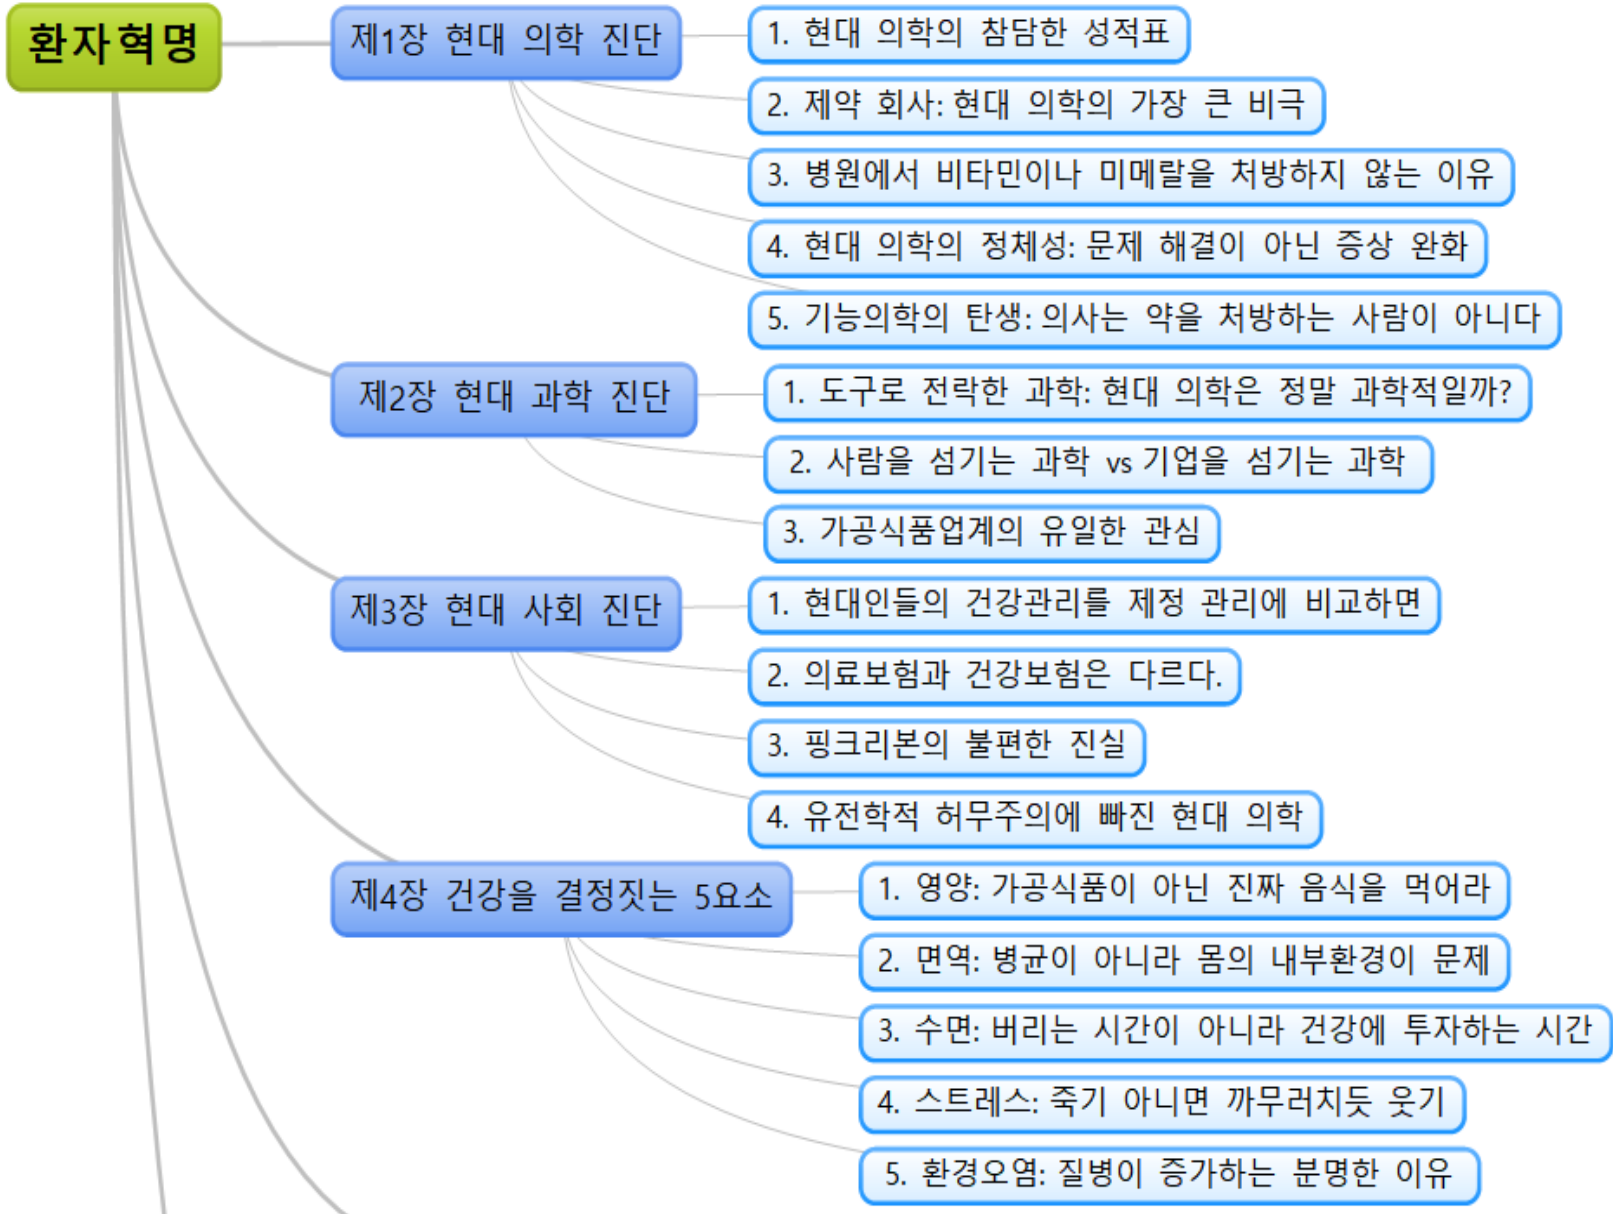 환자혁명
제1장 현대 의학 진단
1. 현대 의학의 참담한 성적표
2. 제약 회사: 현대 의학의 가장 큰 비극
3. 병원에서 비타민이나 미메랄을 처방하지 않는 이유
4. 현대 의학의 정체성: 문제 해결이 아닌 증상 완화
5. 기능의학의 탄생: 의사는 약을 처방하는 사람이 아니다
제2장 현대 과학 진단
1. 도구로 전락한 과학: 현대 의학은 정말 과학적일까?
2. 사람을 섬기는 과학 vs 기업을 섬기는 과학
3. 가공식품업계의 유일한 관심
제3장 현대 사회 진단
1. 현대인들의 건강관리를 제정 관리에 비교하면
2. 의료보험과 건강보험은 다르다.
3. 핑크리본의 불편한 진실
4. 유전학적 허무주의에 빠진 현대 의학
제4장 건강을 결정짓는 5요소
1. 영양: 가공식품이 아닌 진짜 음식을 먹어라
2. 면역: 병균이 아니라 몸의 내부환경이 문제
3. 수면: 버리는 시간이 아니라 건강에 투자하는 시간
4. 스트레스: 죽기 아니면 까무러치듯 웃기
5. 환경오염: 질병이 증가하는 분명한 이유